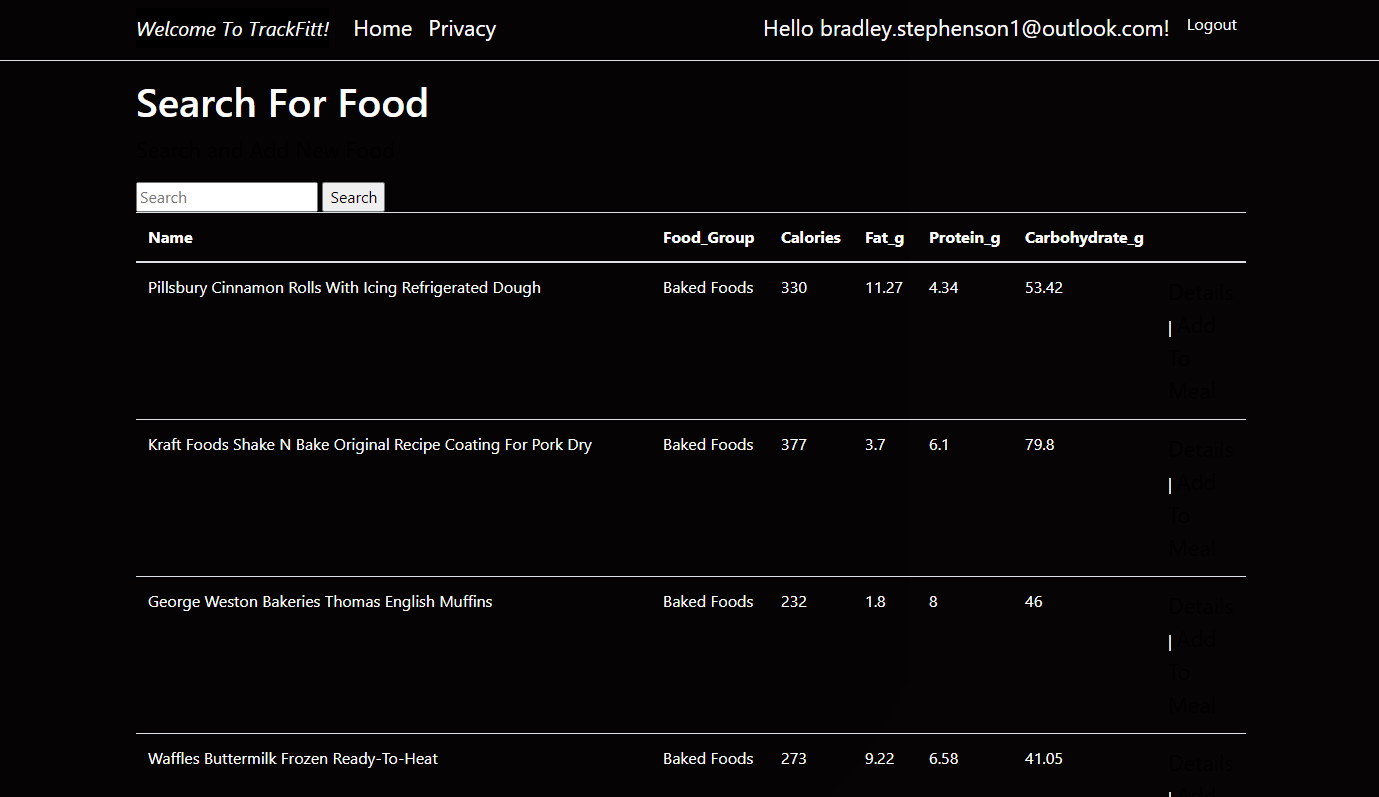 Welcome To TrackFitt! Home Privacy Hello bradley.stephenson1@outlook.com! Logout
Search For Food
Search and Add New Food
Search Search
Name Food_Group Calories Fat_g Protein_g Carbohydrate_g
Pillsbury Cinnamon Rolls With Icing Refrigerated Dough Baked Foods 330 11.27 4.34 53.42 Details
| Add
To
Meal
Kraft Foods Shake N Bake Original Recipe Coating For Pork Dry Baked Foods 377 3.7 6.1 79.8 Details
| Add
To
Meal
George Weston Bakeries Thomas English Muffins Baked Foods 232 1.8 8 46 Details
| Add
To
Meal
Waffles Buttermilk Frozen Ready-To-Heat Baked Foods 273 9.22 6.58 41.05 Details
| Add